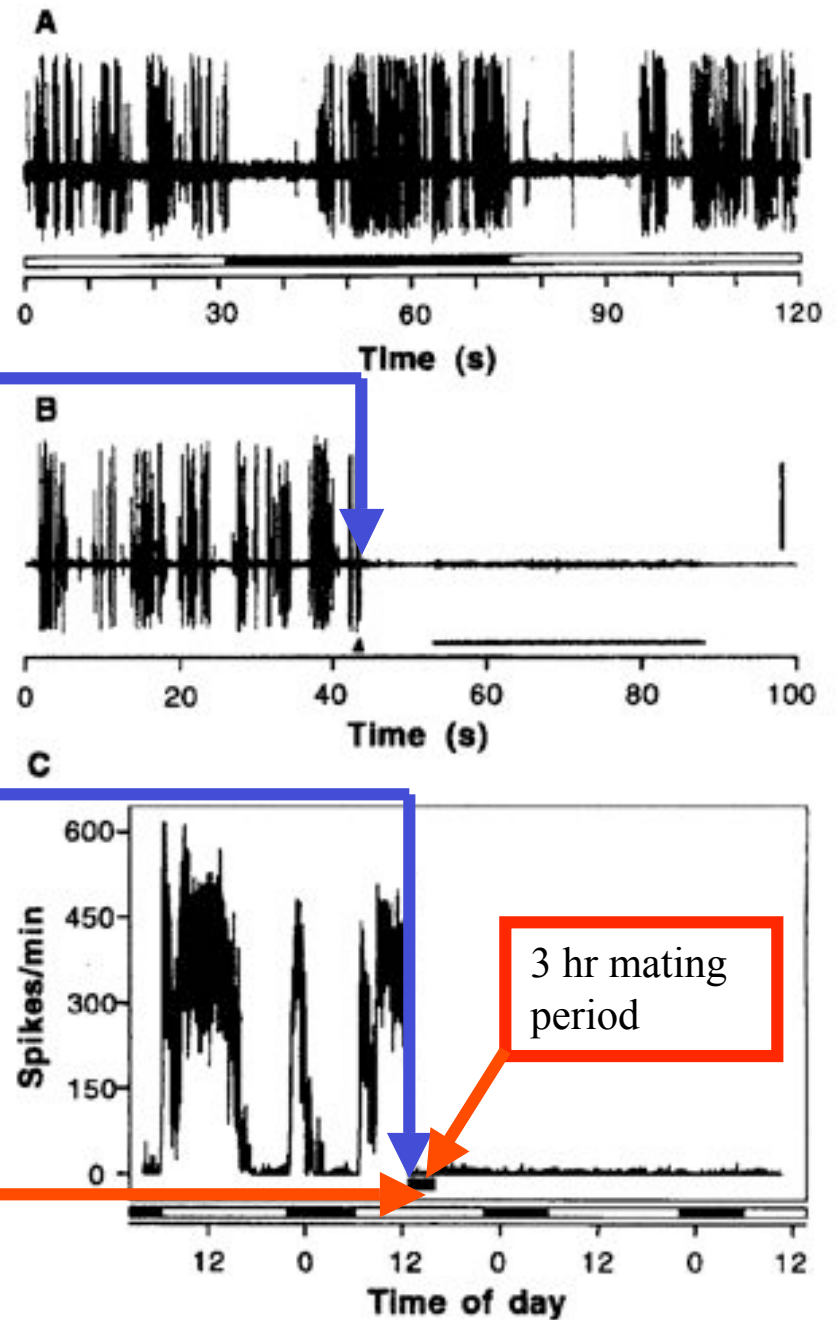 A
0 30 60 90 120
Time (s)
B
0 20 40 60 80 100
Time (s)
C
600
450
300
150
0
Spikes/min
3 hr mating
period
12 0 12 0 12 0 12
Time of day